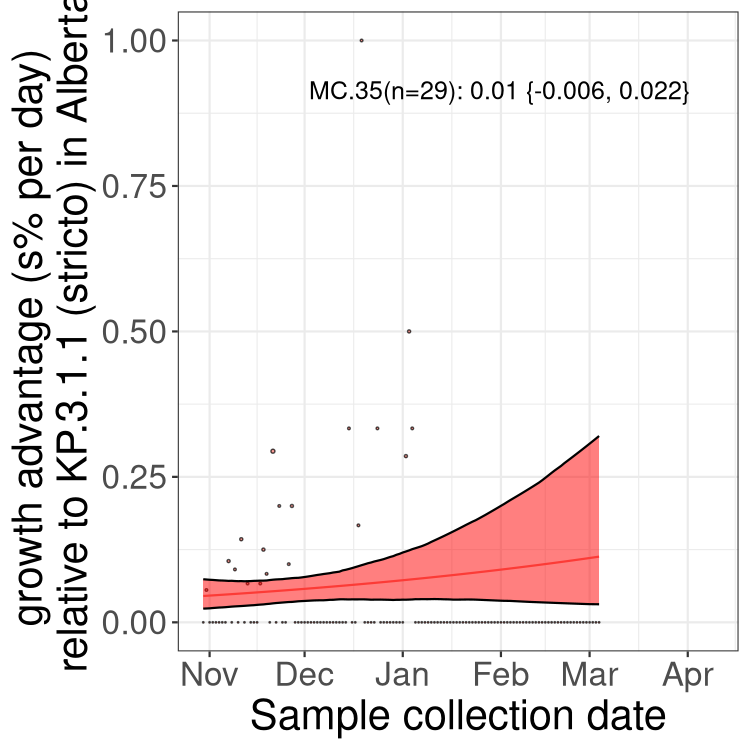 growth advantage (s% per day)
relative to KP.3.1.1 (stricto) in Alberta
1.00
0.75
0.50
0.25
0.00
MC.35(n=29): 0.01 {-0.006, 0.022}
Nov Dec Jan Feb Mar Apr
Sample collection date